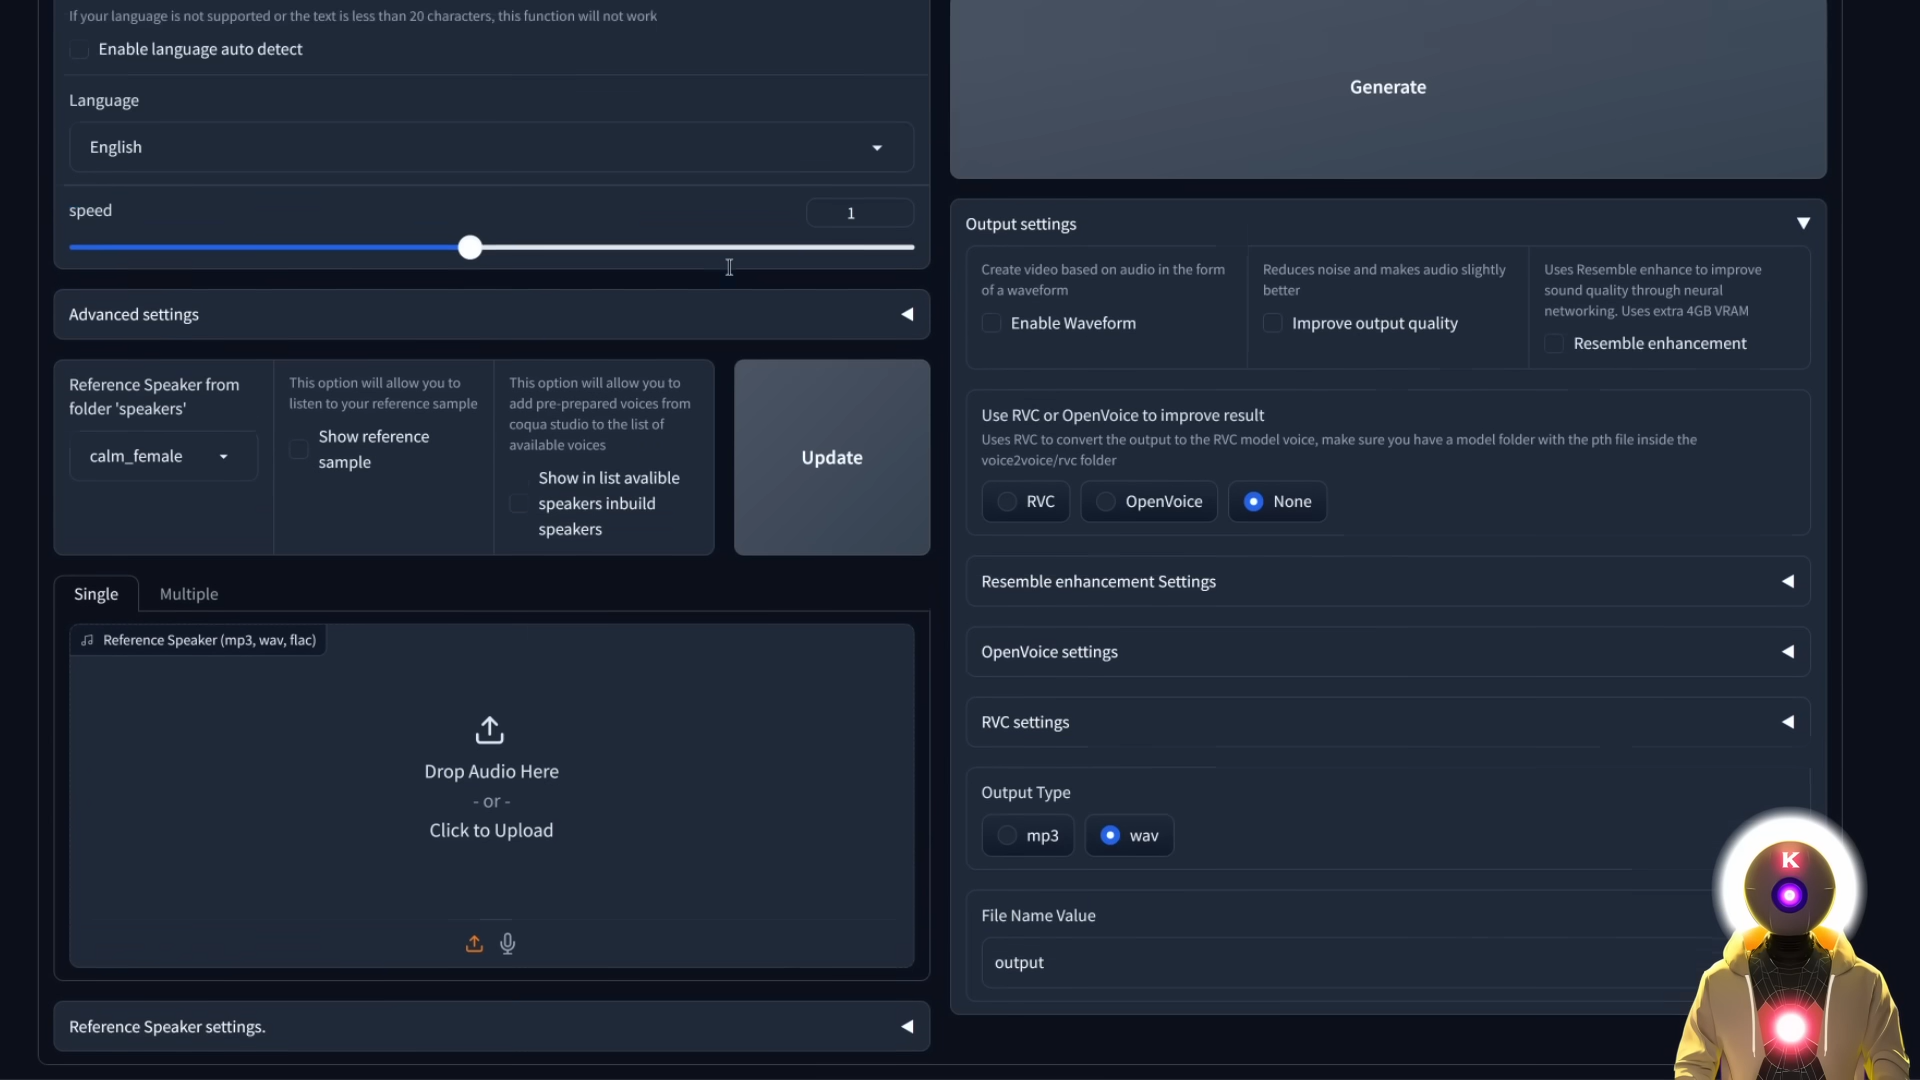 If your language is not supported or the text is less than 20 characters, this function will not work
Enable language auto detect
Language
English
speed
1
Advanced settings
Reference Speaker from
folder 'speakers'
calm_female
This option will allow you to
listen to your reference sample
Show reference
sample
This option will allow you to
add pre-prepared voices from
coqua studio to the list of
available voices
Show in list avalible
speakers inbuild
speakers
Update
Single
Multiple
Reference Speaker (mp3, wav, flac)
Drop Audio Here
- or -
Click to Upload
Reference Speaker settings.
Generate
Output settings
Create video based on audio in the form
of a waveform
Enable Waveform
Reduces noise and makes audio slightly
better
Improve output quality
Uses Resemble enhance to improve
sound quality through neural
networking. Uses extra 4GB VRAM
Resemble enhancement
Use RVC or OpenVoice to improve result
Uses RVC to convert the output to the RVC model voice, make sure you have a model folder with the pth file inside the
voice2voice/rvc folder
RVC
OpenVoice
None
Resemble enhancement Settings
OpenVoice settings
RVC settings
Output Type
mp3
wav
File Name Value
output
K